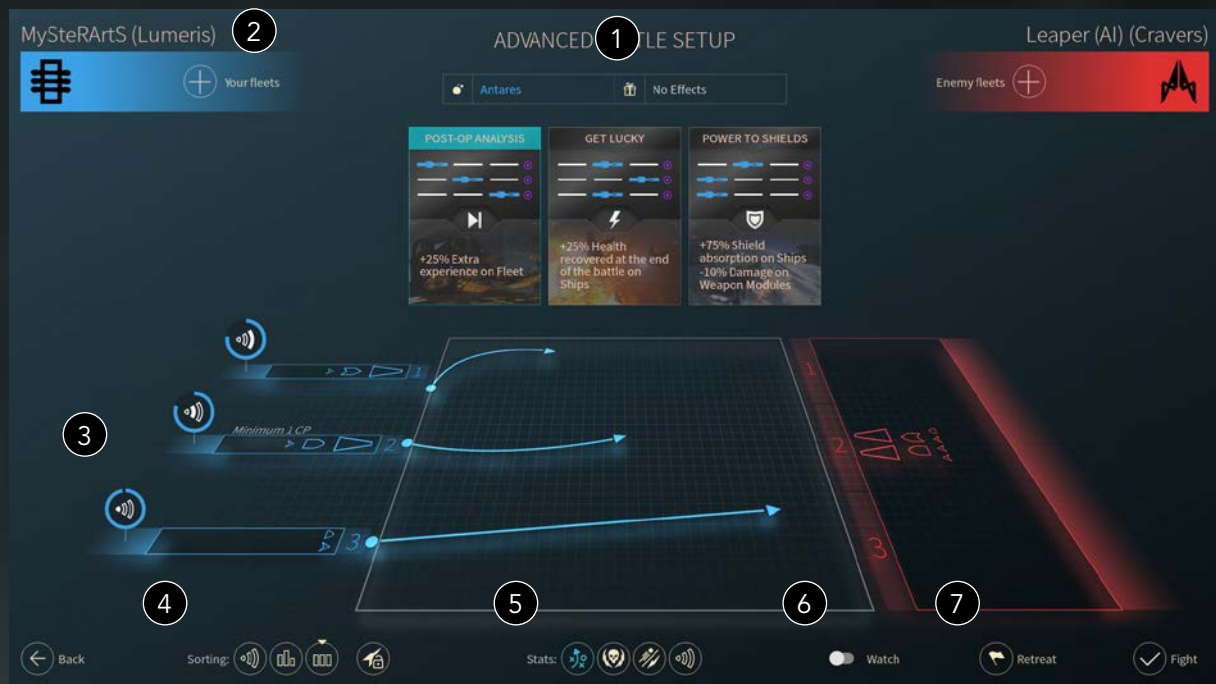 MySteRArtS (Lumeris)
2
ADVANCED
1
TLE SETUP
Leaper (AI) (Cravers)
Your fleets
Enemy fleets
Antares
No Effects
POST-OP ANALYSIS
GET LUCKY
POWER TO SHIELDS
+25% Extra
experience on Fleet
+25% Health
recovered at the end
of the battle on
Ships
+75% Shield
absorption on Ships
-10% Damage on
Weapon Modules
1
1
3
Minimum 1 CP
2
2
3
3
4
5
6
7
Back
Sorting:
Stats:
Watch
Retreat
Fight